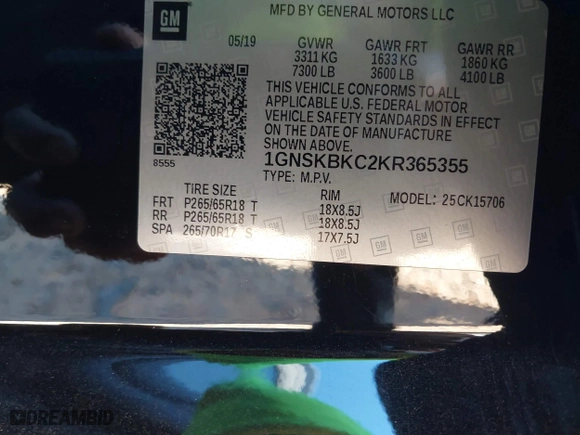 GM
MFD BY GENERAL MOTORS LLC
05/19 GVWR GAWR FRT GAWR RR
3311 KG 1633 KG 1860 KG
7300 LB 3600 LB 4100 LB
THIS VEHICLE CONFORMS TO ALL
APPLICABLE U.S. FEDERAL MOTOR
VEHICLE SAFETY STANDARDS IN EFFECT
ON THE DATE OF MANUFACTURE
SHOWN ABOVE.
8555
1GNSKBKC2KR365355
TYPE: M.P.V.
TIRE SIZE RIM MODEL: 25CK15706
FRT P265/65R18 T 18X8.5J
RR P265/65R18 T 18X8.5J
SPA 265/70R17 S 17X7.5J
GM
DREAMBID